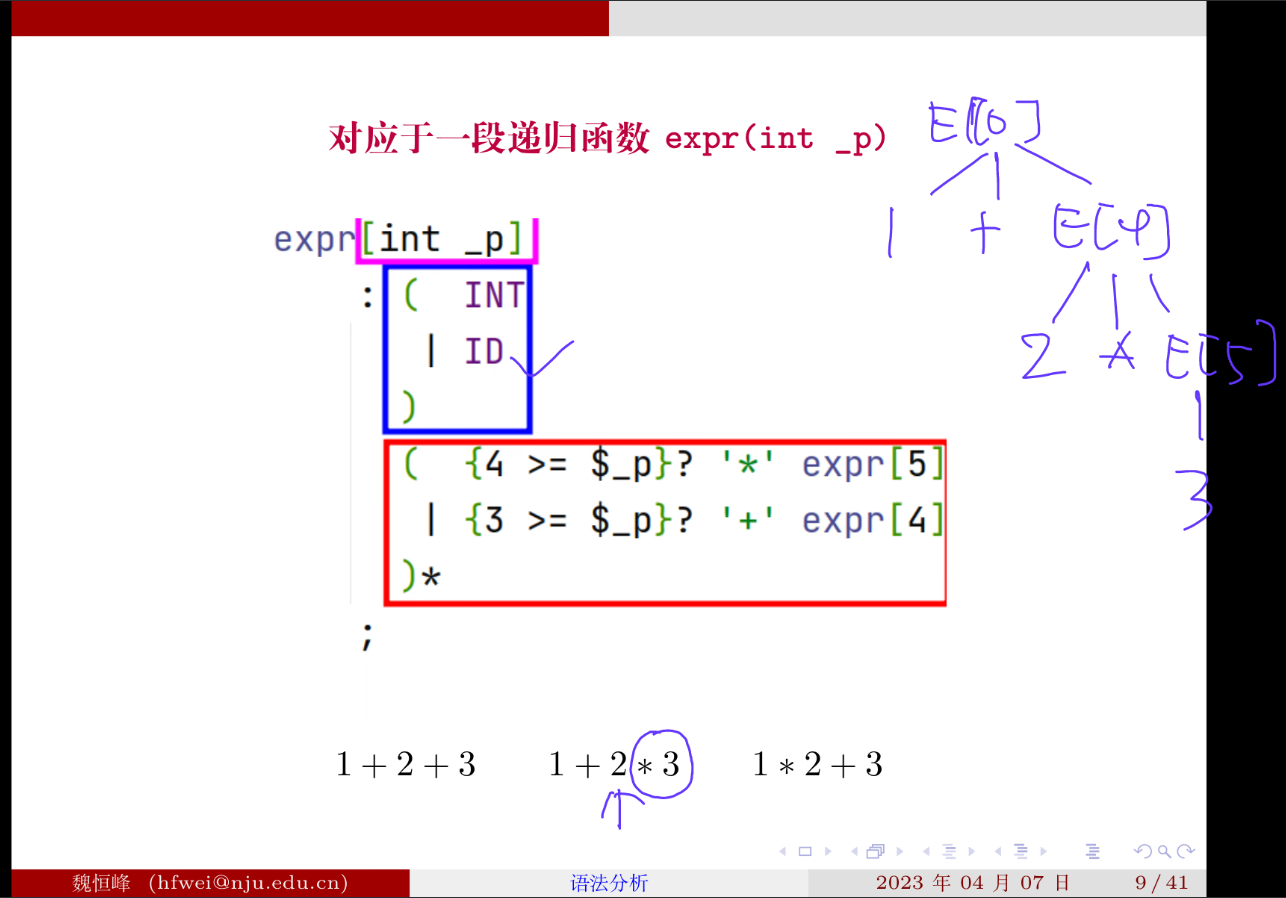 对应于一段递归函数 expr(int _p)
E[0]
1 + E[4]
2 * E[5]
3
expr[int _p]
: ( INT
| ID
)
( {4 >= $_p}? '*' expr[5]
| {3 >= $_p}? '+' expr[4]
)*
;
1 + 2 + 3 1 + 2 ∗ 3 1 ∗ 2 + 3
魏恒峰 (hfwei@nju.edu.cn) 语法分析 2023 年 04 月 07 日 9 / 41